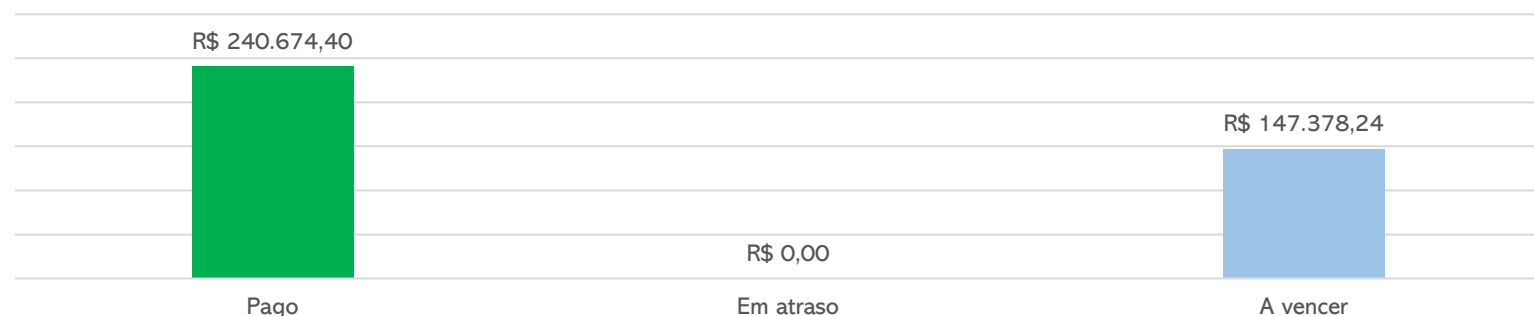 R$ 240.674,40
R$ 147.378,24
R$ 0,00
Pago
Em atraso
A vencer